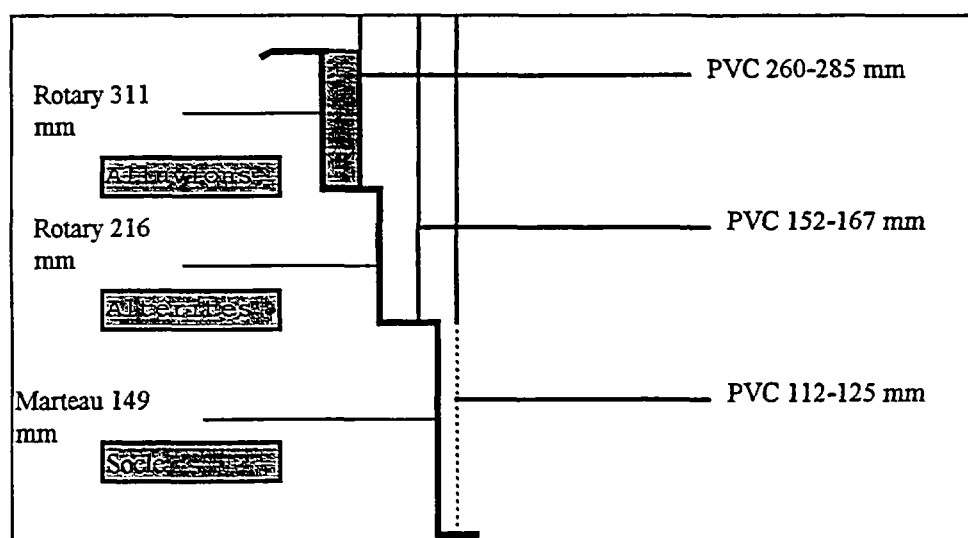 PVC 260-285 mm
Rotary 311
mm
Alluvions
Rotary 216
mm
PVC 152-167 mm
Altérites
Marteau 149
mm
PVC 112-125 mm
Socle